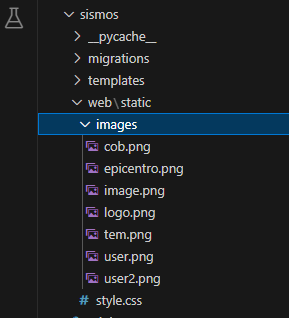 sismos
__pycache__
migrations
templates
web\static
images
cob.png
epicentro.png
image.png
logo.png
tem.png
user.png
user2.png
# style.css